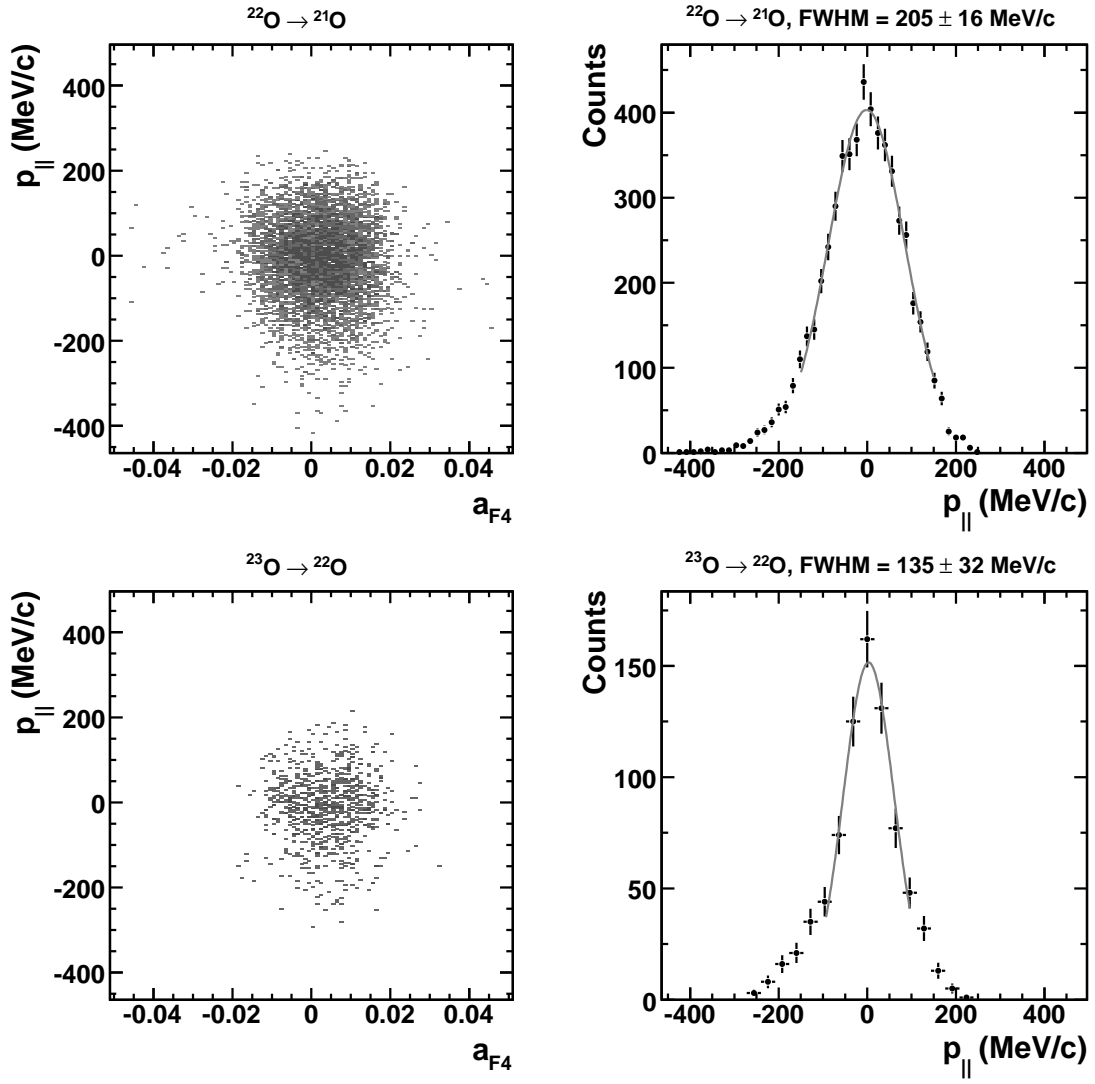 ²²O → ²¹O
p|| (MeV/c)
400
200
0
-200
-400
-0.04 -0.02 0 0.02 0.04
a_F4
²²O → ²¹O, FWHM = 205 ± 16 MeV/c
Counts
400
300
200
100
0
-400 -200 0 200 400
p|| (MeV/c)
²³O → ²²O
p|| (MeV/c)
400
200
0
-200
-400
-0.04 -0.02 0 0.02 0.04
a_F4
²³O → ²²O, FWHM = 135 ± 32 MeV/c
Counts
150
100
50
0
-400 -200 0 200 400
p|| (MeV/c)